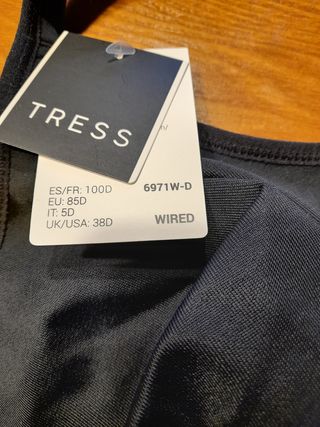 TRESS
ES/FR: 100D 6971W-D
EU: 85D
IT: 5D
UK/USA: 38D WIRED